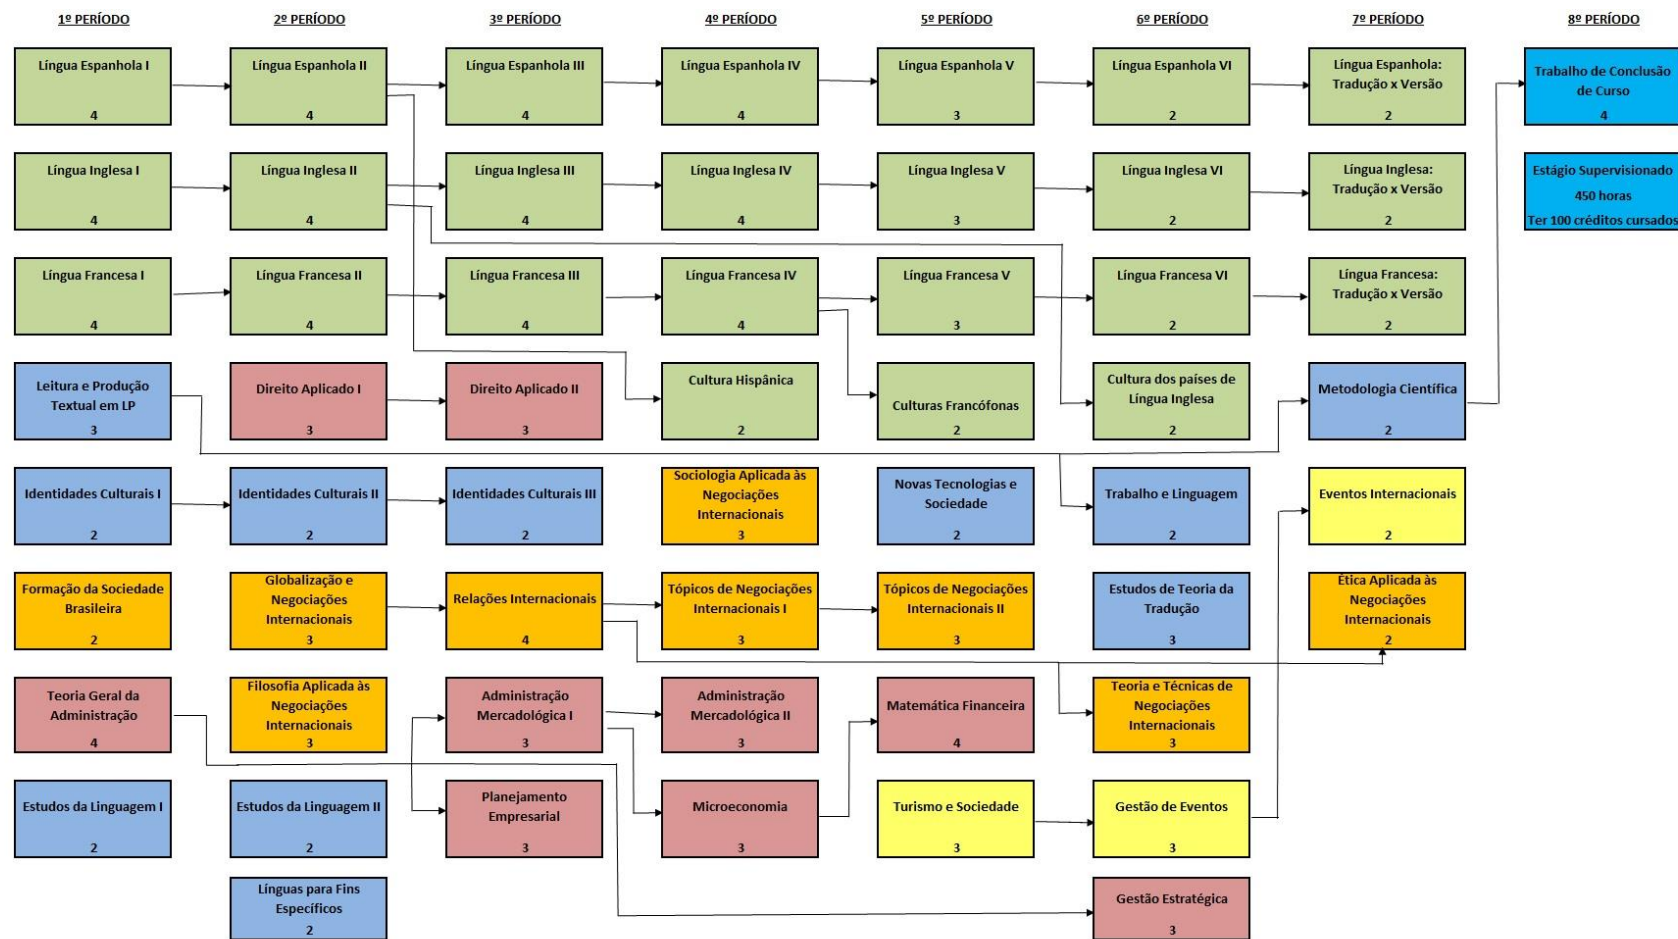 1º PERÍODO
2º PERÍODO
3º PERÍODO
4º PERÍODO
5º PERÍODO
6º PERÍODO
7º PERÍODO
8º PERÍODO
Língua Espanhola I
4
Língua Espanhola II
4
Língua Espanhola III
4
Língua Espanhola IV
4
Língua Espanhola V
3
Língua Espanhola VI
2
Língua Espanhola:
Tradução x Versão
2
Trabalho de Conclusão
de Curso
4
Língua Inglesa I
4
Língua Inglesa II
4
Língua Inglesa III
4
Língua Inglesa IV
4
Língua Inglesa V
3
Língua Inglesa VI
2
Língua Inglesa:
Tradução x Versão
2
Estágio Supervisionado
450 horas
Ter 100 créditos cursados
Língua Francesa I
4
Língua Francesa II
4
Língua Francesa III
4
Língua Francesa IV
4
Língua Francesa V
3
Língua Francesa VI
2
Língua Francesa:
Tradução x Versão
2
Leitura e Produção
Textual em LP
3
Direito Aplicado I
3
Direito Aplicado II
3
Cultura Hispânica
2
Culturas Francófonas
2
Cultura dos países de
Língua Inglesa
2
Metodologia Científica
2
Identidades Culturais I
2
Identidades Culturais II
2
Identidades Culturais III
2
Sociologia Aplicada às
Negociações
Internacionais
3
Novas Tecnologias e
Sociedade
2
Trabalho e Linguagem
2
Eventos Internacionais
2
Formação da Sociedade
Brasileira
2
Globalização e
Negociações
Internacionais
3
Relações Internacionais
4
Tópicos de Negociações
Internacionais I
3
Tópicos de Negociações
Internacionais II
3
Estudos de Teoria da
Tradução
3
Ética Aplicada às
Negociações
Internacionais
2
Teoria Geral da
Administração
4
Filosofia Aplicada às
Negociações
Internacionais
3
Administração
Mercadológica I
3
Administração
Mercadológica II
3
Matemática Financeira
4
Teoria e Técnicas de
Negociações
Internacionais
3
Estudos da Linguagem I
2
Estudos da Linguagem II
2
Planejamento
Empresarial
3
Microeconomia
3
Turismo e Sociedade
3
Gestão de Eventos
3
Línguas para Fins
Específicos
2
Gestão Estratégica
3